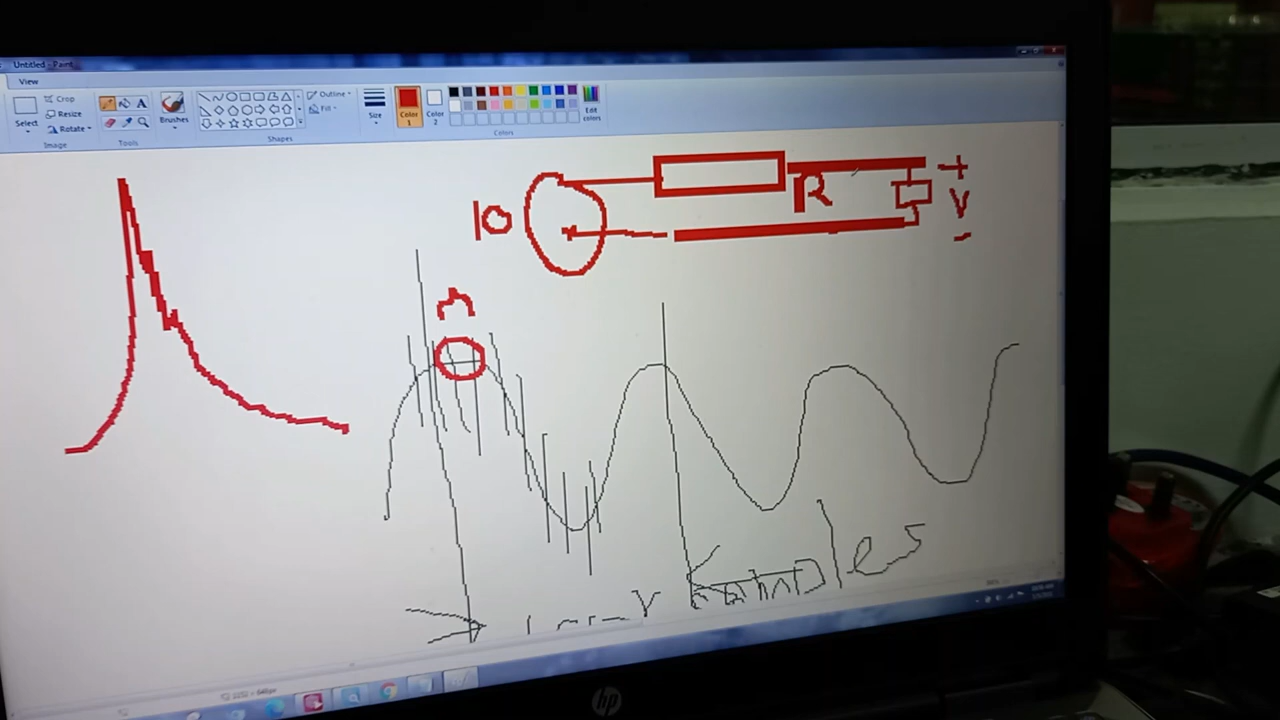 Untitled - Paint
View
Select
Crop
Resize
Rotate
Image
Tools
Brushes
Shapes
Outline
Fill
Size
Color 1
Color 2
Edit colors
Colors
10
R
+
V
-
n
hp